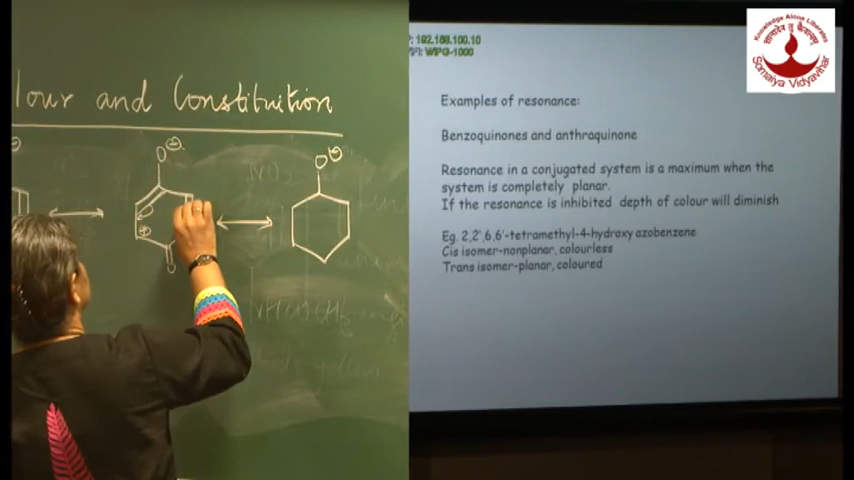 lour and Constituition
O⊖
O⊖
⊕
NO2
: 192.168.100.10
WIPG-1000
Knowledge Alone Liberates
Somaiya Vidyavihar
Examples of resonance:
Benzoquinones and anthraquinone
Resonance in a conjugated system is a maximum when the
system is completely planar.
If the resonance is inhibited depth of colour will diminish
Eg. 2,2',6,6'-tetramethyl-4-hydroxy azobenzene
Cis isomer-nonplanar, colourless
Trans isomer-planar, coloured